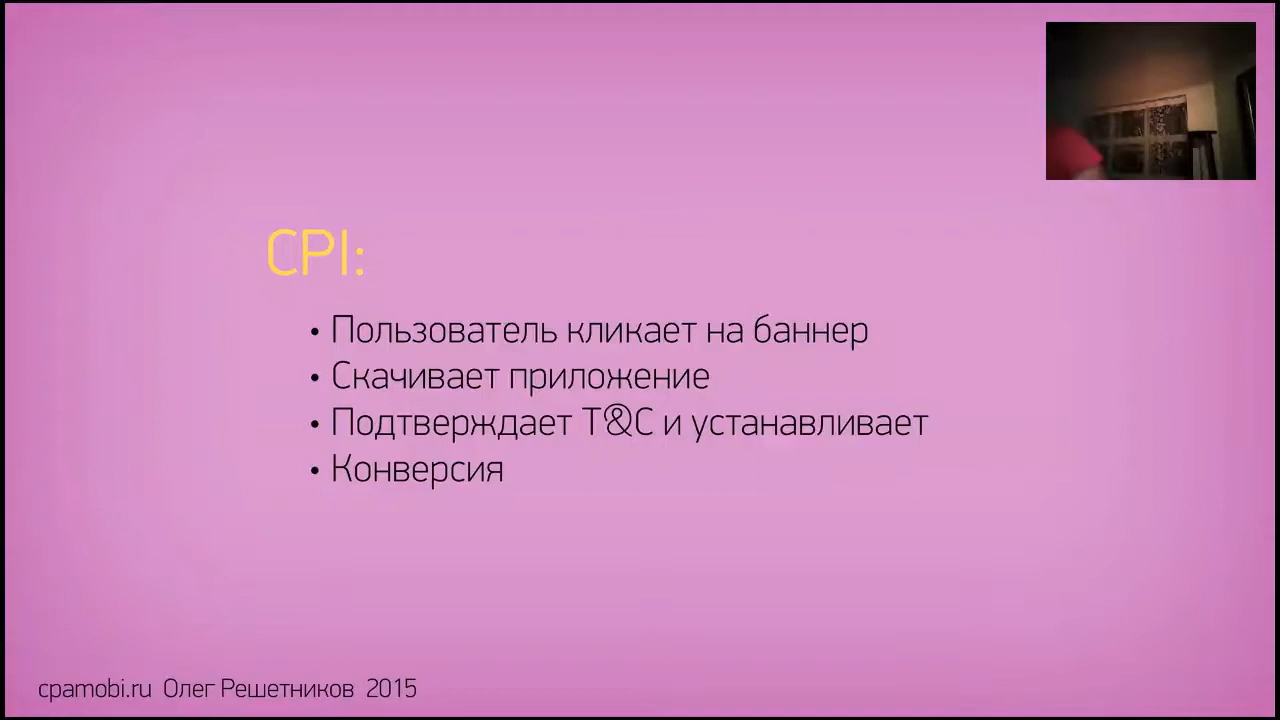 CPI:
• Пользователь кликает на баннер
• Скачивает приложение
• Подтверждает T&C и устанавливает
• Конверсия
cpamobi.ru Олег Решетников 2015